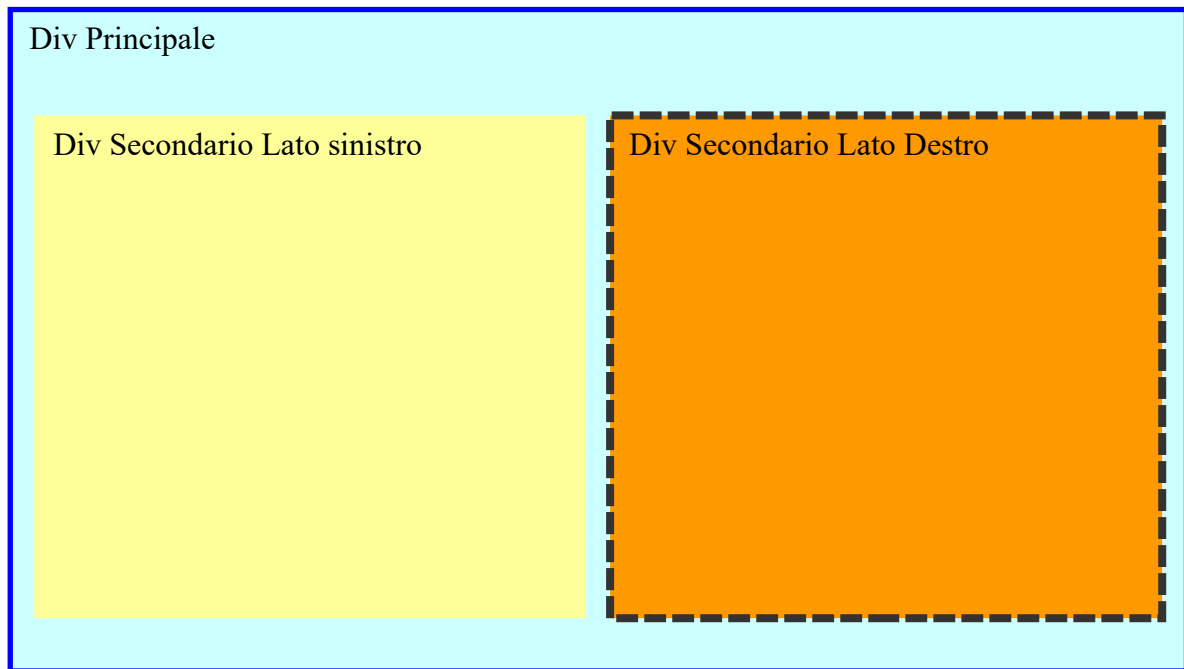 Div Principale
Div Secondario Lato sinistro
Div Secondario Lato Destro